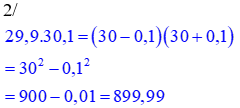 2/
29,9.30,1 = (30 − 0,1)(30 + 0,1)
= 30² − 0,1²
= 900 − 0,01 = 899,99